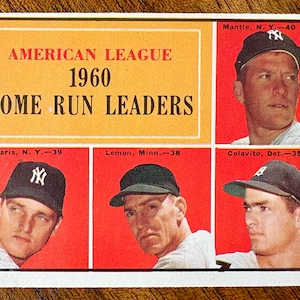 AMERICAN LEAGUE
1960
OME RUN LEADERS
Mantle, N. Y.—40
aris, N. Y.—39
Lemon, Minn.—38
Colavito, Det.—35